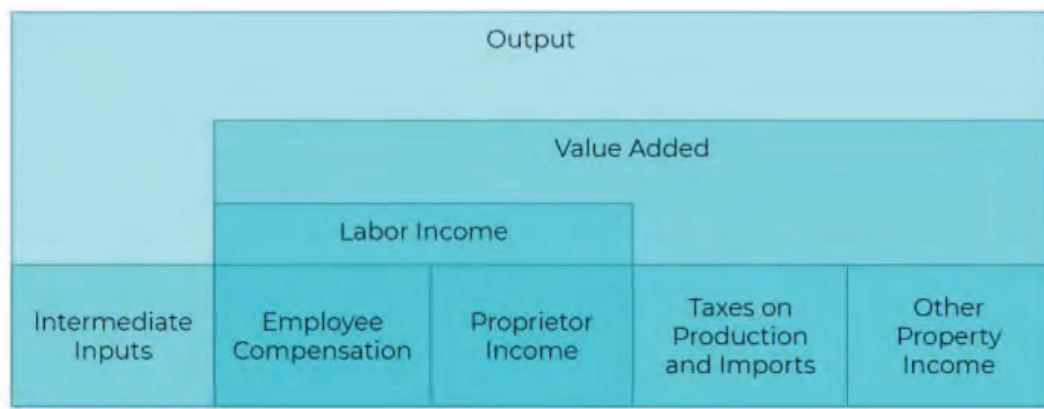 Output
Value Added
Labor Income
Intermediate
Inputs
Employee
Compensation
Proprietor
Income
Taxes on
Production
and Imports
Other
Property
Income